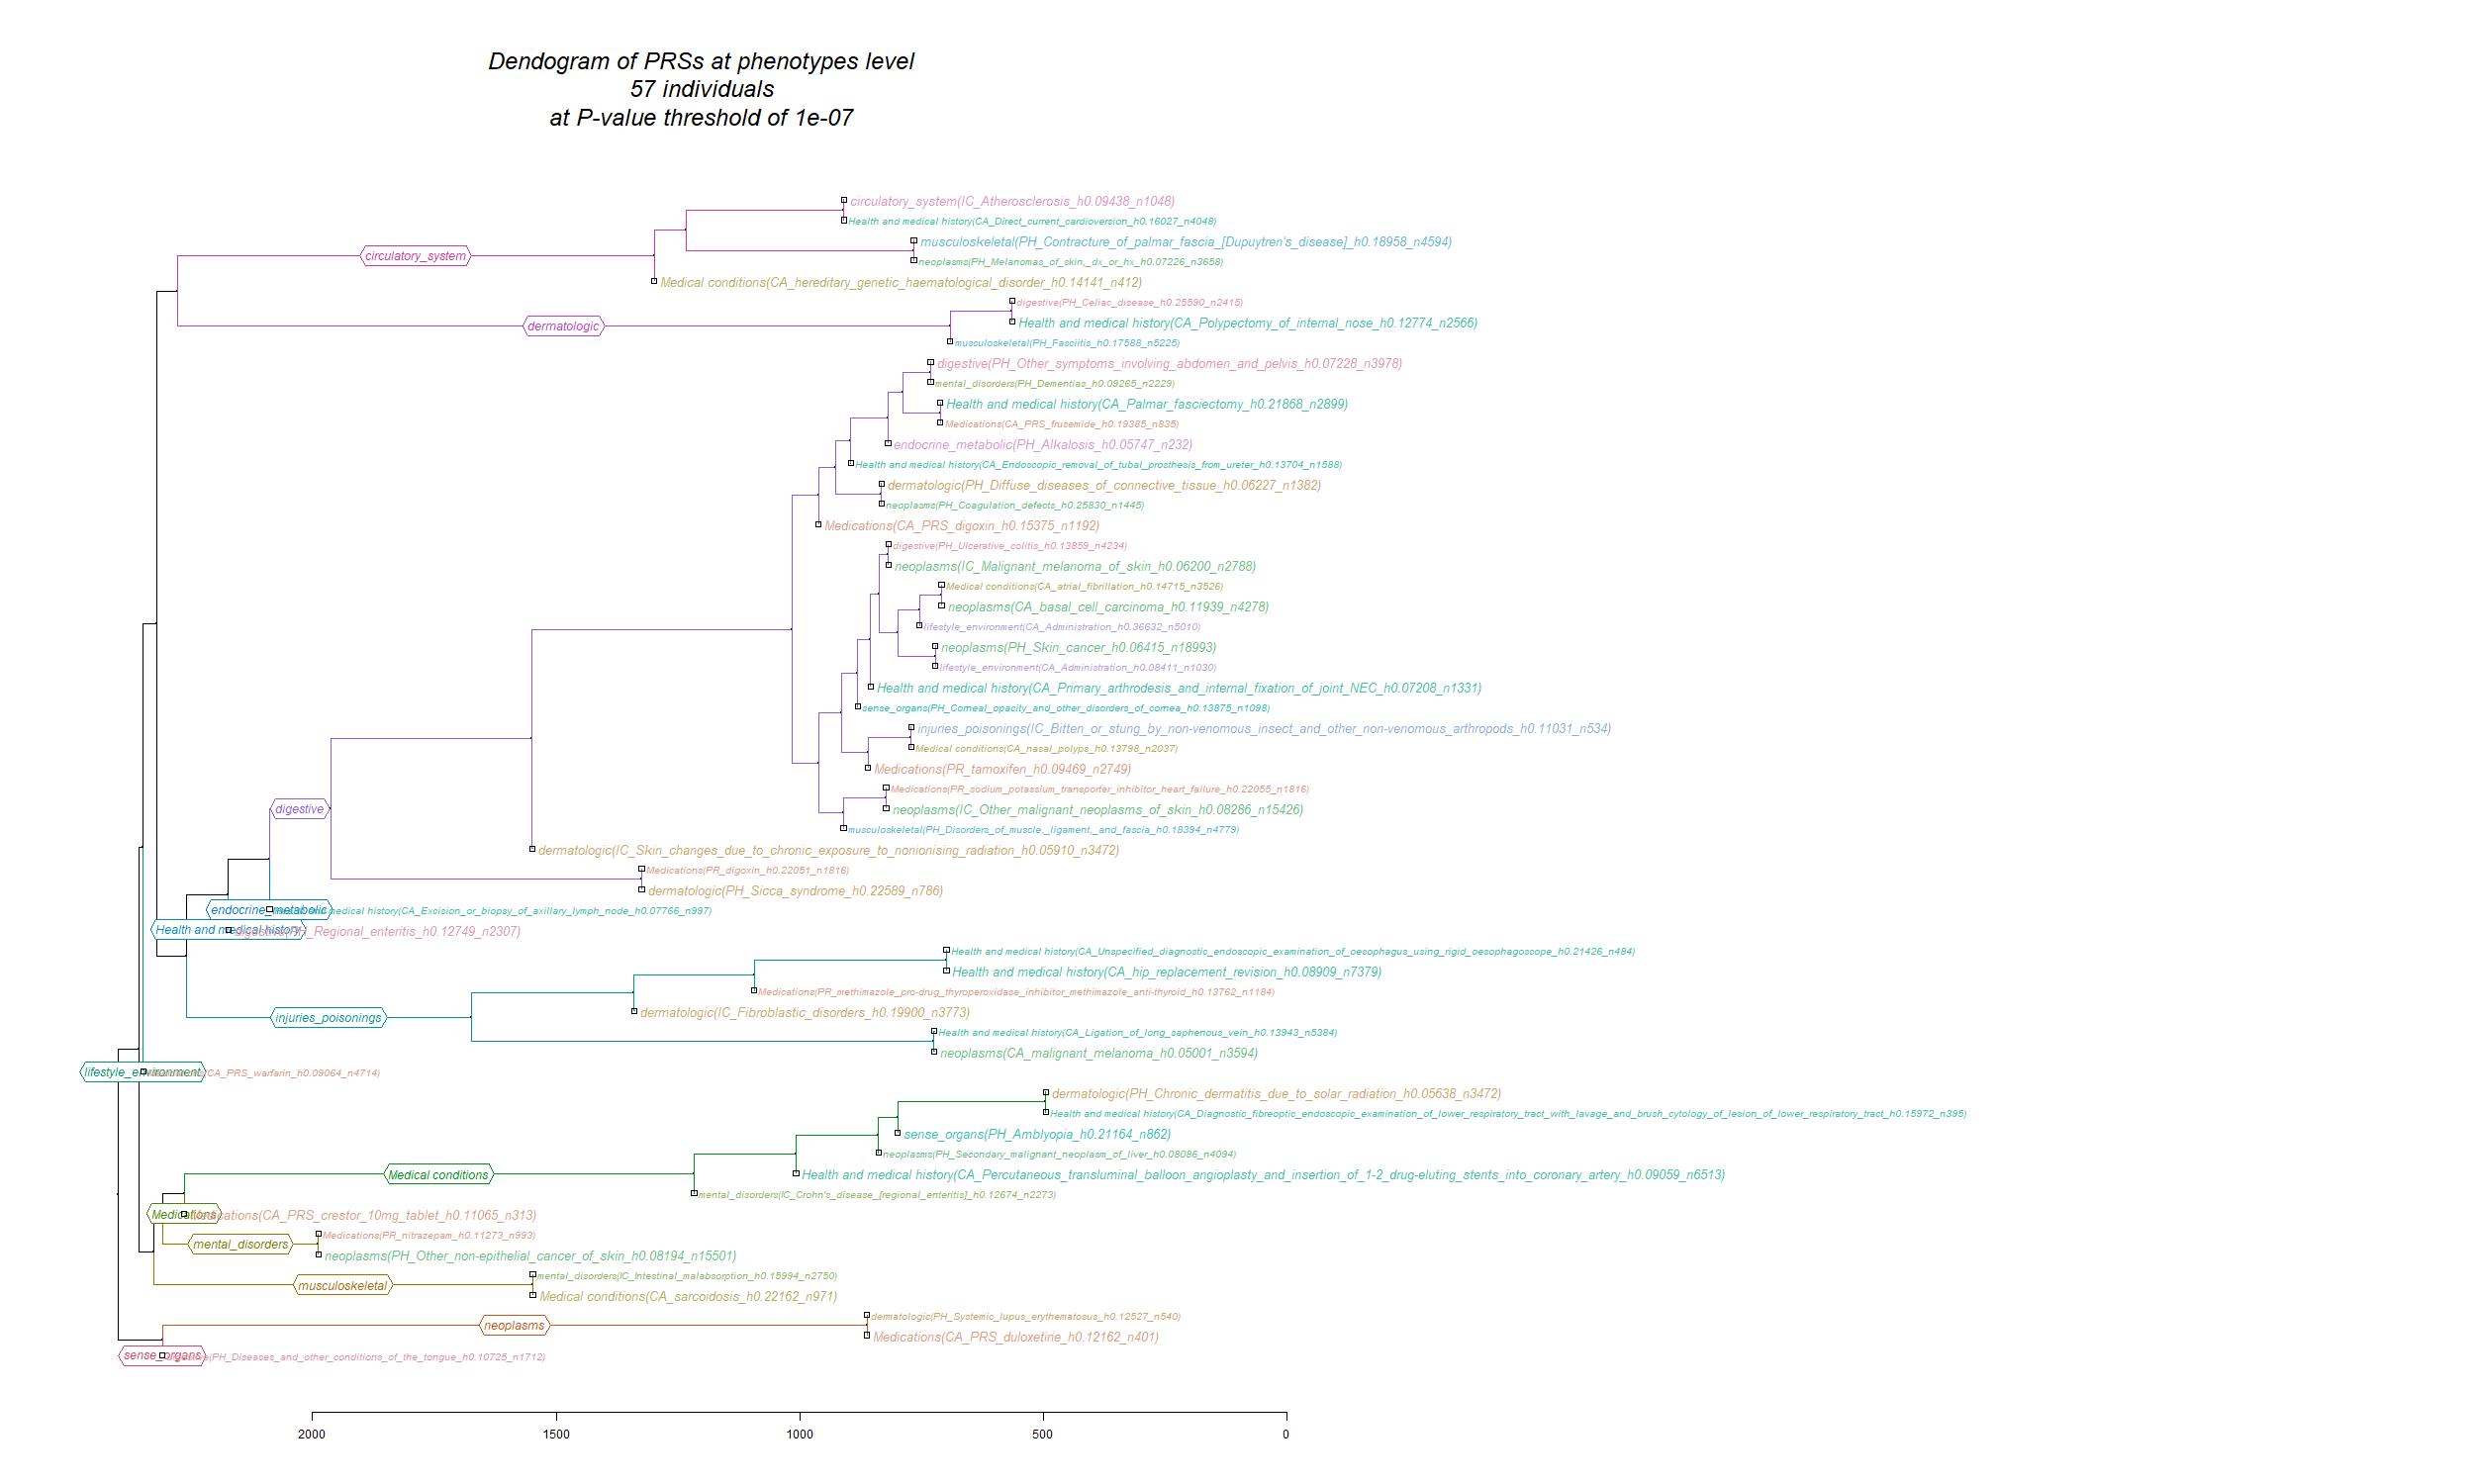 Dendogram of PRSs at phenotypes level
57 individuals
at P-value threshold of 1e-07
circulatory_system(IC_Atherosclerosis_h0.09438_n1048)
Health and medical history(CA_Direct_current_cardioversion_h0.16027_n4048)
musculoskeletal(PH_Contracture_of_palmar_fascia_[Dupuytren's_disease]_h0.18958_n4594)
circulatory_system
neoplasms(PH_Melanomas_of_skin,_dx_or_hx_h0.07226_n3658)
Medical conditions(CA_hereditary_genetic_haematological_disorder_h0.14141_n412)
digestive(PH_Celiac_disease_h0.25590_n2415)
dermatologic
Health and medical history(CA_Polypectomy_of_internal_nose_h0.12774_n2566)
musculoskeletal(PH_Fasciitis_h0.17588_n5225)
digestive(PH_Other_symptoms_involving_abdomen_and_pelvis_h0.07228_n3978)
mental_disorders(PH_Dementias_h0.09265_n2229)
Health and medical history(CA_Palmar_fasciectomy_h0.21868_n2899)
Medications(CA_PRS_frusemide_h0.19385_n835)
endocrine_metabolic(PH_Alkalosis_h0.05747_n232)
Health and medical history(CA_Endoscopic_removal_of_tubal_prosthesis_from_ureter_h0.13704_n1588)
dermatologic(PH_Diffuse_diseases_of_connective_tissue_h0.06227_n1382)
neoplasms(PH_Coagulation_defects_h0.25830_n1445)
Medications(CA_PRS_digoxin_h0.15375_n1192)
digestive(PH_Ulcerative_colitis_h0.13859_n4234)
neoplasms(IC_Malignant_melanoma_of_skin_h0.06200_n2788)
Medical conditions(CA_atrial_fibrillation_h0.14715_n3526)
neoplasms(CA_basal_cell_carcinoma_h0.11939_n4278)
lifestyle_environment(CA_Administration_h0.36632_n5010)
neoplasms(PH_Skin_cancer_h0.06415_n18993)
lifestyle_environment(CA_Administration_h0.08411_n1030)
Health and medical history(CA_Primary_arthrodesis_and_internal_fixation_of_joint_NEC_h0.07208_n1331)
sense_organs(PH_Corneal_opacity_and_other_disorders_of_cornea_h0.13875_n1098)
injuries_poisonings(IC_Bitten_or_stung_by_non-venomous_insect_and_other_non-venomous_arthropods_h0.11031_n534)
Medical conditions(CA_nasal_polyps_h0.13798_n2037)
Medications(PR_tamoxifen_h0.09469_n2749)
Medications(PR_sodium_potassium_transporter_inhibitor_heart_failure_h0.22055_n1816)
digestive
neoplasms(IC_Other_malignant_neoplasms_of_skin_h0.08286_n15426)
musculoskeletal(PH_Disorders_of_muscle,_ligament,_and_fascia_h0.18394_n4779)
dermatologic(IC_Skin_changes_due_to_chronic_exposure_to_nonionising_radiation_h0.05910_n3472)
Medications(PR_digoxin_h0.22051_n1816)
dermatologic(PH_Sicca_syndrome_h0.22589_n786)
endocrine_metabolic
Health and medical history(CA_Excision_or_biopsy_of_axillary_lymph_node_h0.07766_n997)
Health and medical history
digestive(PH_Regional_enteritis_h0.12749_n2307)
Health and medical history(CA_Unspecified_diagnostic_endoscopic_examination_of_oesophagus_using_rigid_oesophagoscope_h0.21426_n484)
Health and medical history(CA_hip_replacement_revision_h0.08909_n7379)
Medications(PR_methimazole_pro-drug_thyroperoxidase_inhibitor_methimazole_anti-thyroid_h0.13762_n1184)
dermatologic(IC_Fibroblastic_disorders_h0.19900_n3773)
injuries_poisonings
Health and medical history(CA_Ligation_of_long_saphenous_vein_h0.13943_n5384)
neoplasms(CA_malignant_melanoma_h0.05001_n3594)
lifestyle_environment
Medications(CA_PRS_warfarin_h0.09064_n4714)
dermatologic(PH_Chronic_dermatitis_due_to_solar_radiation_h0.05638_n3472)
Health and medical history(CA_Diagnostic_fibreoptic_endoscopic_examination_of_lower_respiratory_tract_with_lavage_and_brush_cytology_of_lesion_of_lower_respiratory_tract_h0.15972_n395)
sense_organs(PH_Amblyopia_h0.21164_n862)
neoplasms(PH_Secondary_malignant_neoplasm_of_liver_h0.08086_n4094)
Medical conditions
Health and medical history(CA_Percutaneous_transluminal_balloon_angioplasty_and_insertion_of_1-2_drug-eluting_stents_into_coronary_artery_h0.09059_n6513)
mental_disorders(IC_Crohn's_disease_[regional_enteritis]_h0.12674_n2273)
Medications
Medications(CA_PRS_crestor_10mg_tablet_h0.11065_n313)
Medications(PR_nitrazepam_h0.11273_n993)
mental_disorders
neoplasms(PH_Other_non-epithelial_cancer_of_skin_h0.08194_n15501)
mental_disorders(IC_Intestinal_malabsorption_h0.15994_n2750)
musculoskeletal
Medical conditions(CA_sarcoidosis_h0.22162_n971)
dermatologic(PH_Systemic_lupus_erythematosus_h0.12527_n540)
neoplasms
Medications(CA_PRS_duloxetine_h0.12162_n401)
sense_organs
digestive(PH_Diseases_and_other_conditions_of_the_tongue_h0.10725_n1712)
2000 1500 1000 500 0